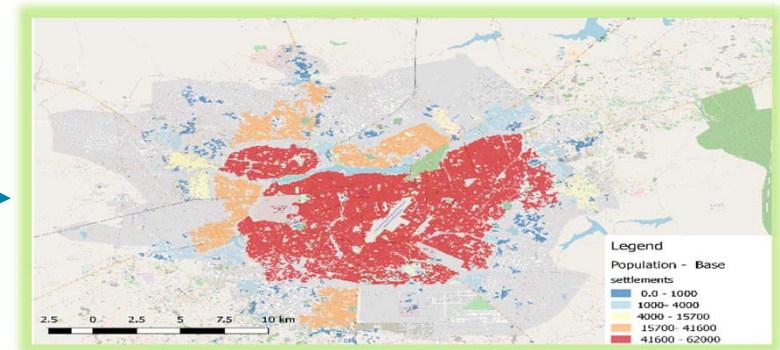 Legend
Population - Base
settlements
0.0 - 1000
1000- 4000
4000 - 15700
15700- 41600
41600 - 62000
2.5 0 2.5 5 7.5 10 km